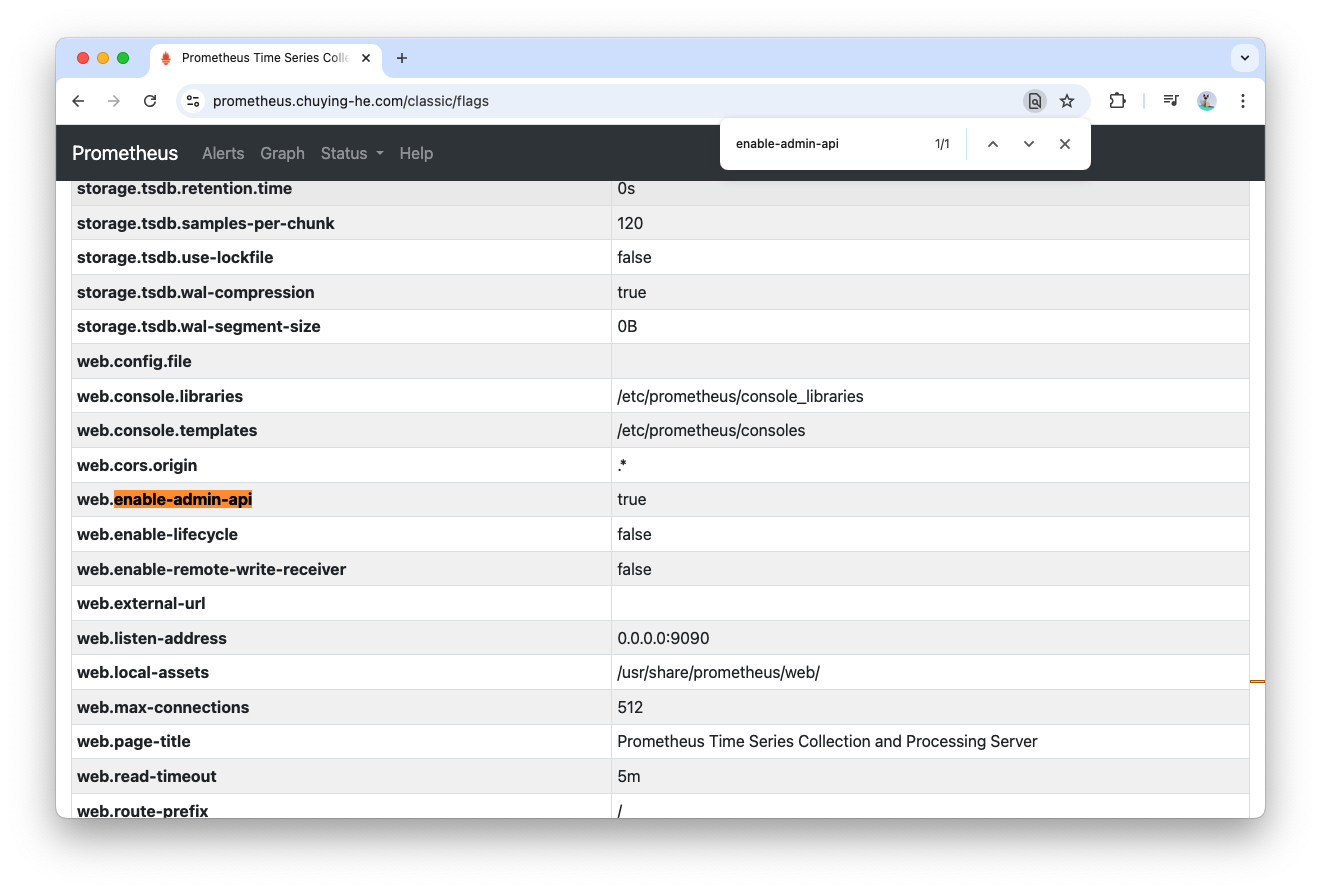 Prometheus Time Series Colle
prometheus.chuying-he.com/classic/flags
enable-admin-api 1/1
Prometheus Alerts Graph Status Help
storage.tsdb.retention.time 0s
storage.tsdb.samples-per-chunk 120
storage.tsdb.use-lockfile false
storage.tsdb.wal-compression true
storage.tsdb.wal-segment-size 0B
web.config.file
web.console.libraries /etc/prometheus/console_libraries
web.console.templates /etc/prometheus/consoles
web.cors.origin .*
web.enable-admin-api true
web.enable-lifecycle false
web.enable-remote-write-receiver false
web.external-url
web.listen-address 0.0.0.0:9090
web.local-assets /usr/share/prometheus/web/
web.max-connections 512
web.page-title Prometheus Time Series Collection and Processing Server
web.read-timeout 5m
web.route-prefix /